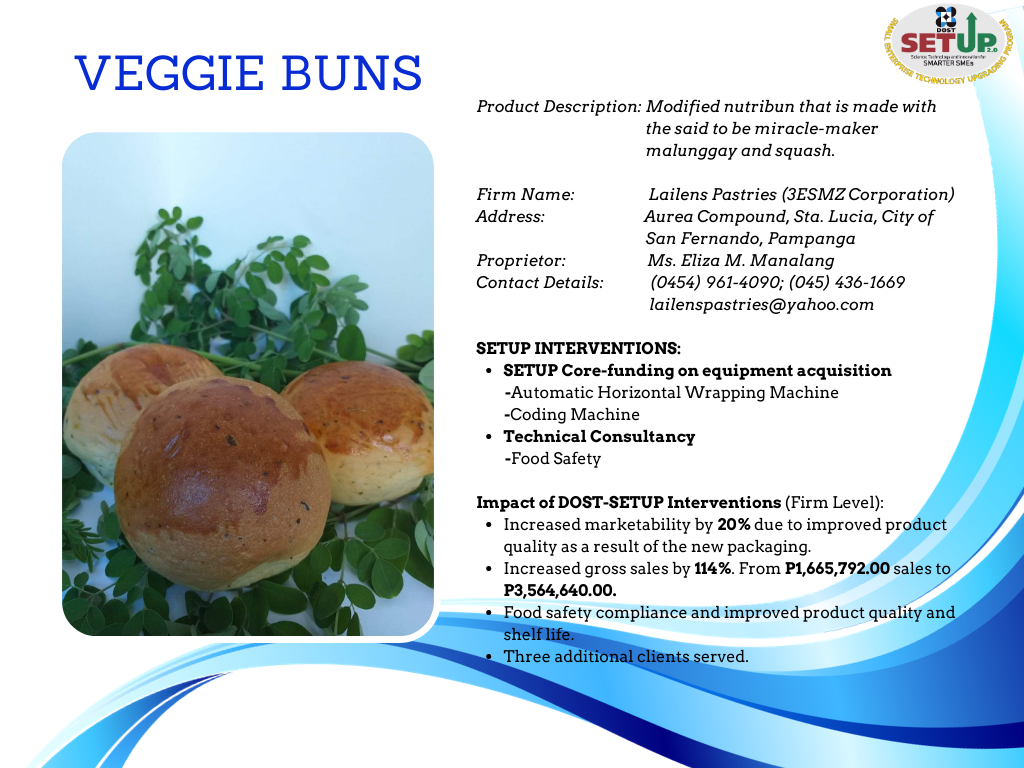 VEGGIE BUNS
DOST
SETUP 2.0
Science Technology and Innovation for
SMARTER SMEs
SMALL ENTERPRISE TECHNOLOGY UPGRADING PROGRAM
Product Description: Modified nutribun that is made with
the said to be miracle-maker
malunggay and squash.
Firm Name: Lailens Pastries (3ESMZ Corporation)
Address: Aurea Compound, Sta. Lucia, City of
San Fernando, Pampanga
Proprietor: Ms. Eliza M. Manalang
Contact Details: (0454) 961-4090; (045) 436-1669
lailenspastries@yahoo.com
SETUP INTERVENTIONS:
• SETUP Core-funding on equipment acquisition
-Automatic Horizontal Wrapping Machine
-Coding Machine
• Technical Consultancy
-Food Safety
Impact of DOST-SETUP Interventions (Firm Level):
• Increased marketability by 20% due to improved product
quality as a result of the new packaging.
• Increased gross sales by 114%. From P1,665,792.00 sales to
P3,564,640.00.
• Food safety compliance and improved product quality and
shelf life.
• Three additional clients served.